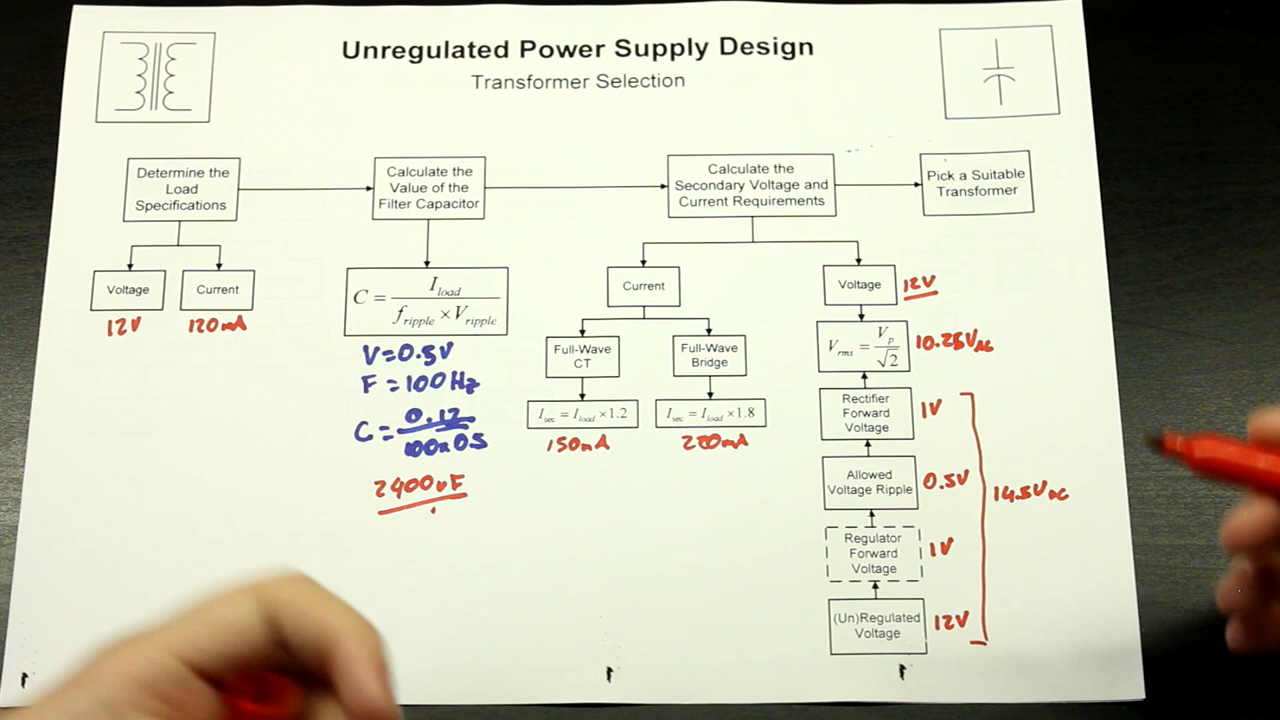 Unregulated Power Supply Design
Transformer Selection
Determine the
Load
Specifications
Calculate the
Value of the
Filter Capacitor
Calculate the
Secondary Voltage and
Current Requirements
Pick a Suitable
Transformer
Voltage
12V
Current
120mA
C = I_load / (f_ripple × V_ripple)
V=0.5V
F=100Hz
C = 0.12 / 100x0.5
2400uF
Current
Full-Wave
CT
I_sec = I_load × 1.2
150mA
Full-Wave
Bridge
I_sec = I_load × 1.8
220mA
Voltage
12V
V_rms = V_p / √2
10.25VAC
Rectifier
Forward
Voltage
1V
Allowed
Voltage Ripple
0.5V
Regulator
Forward
Voltage
1V
(Un)Regulated
Voltage
12V
14.5VDC